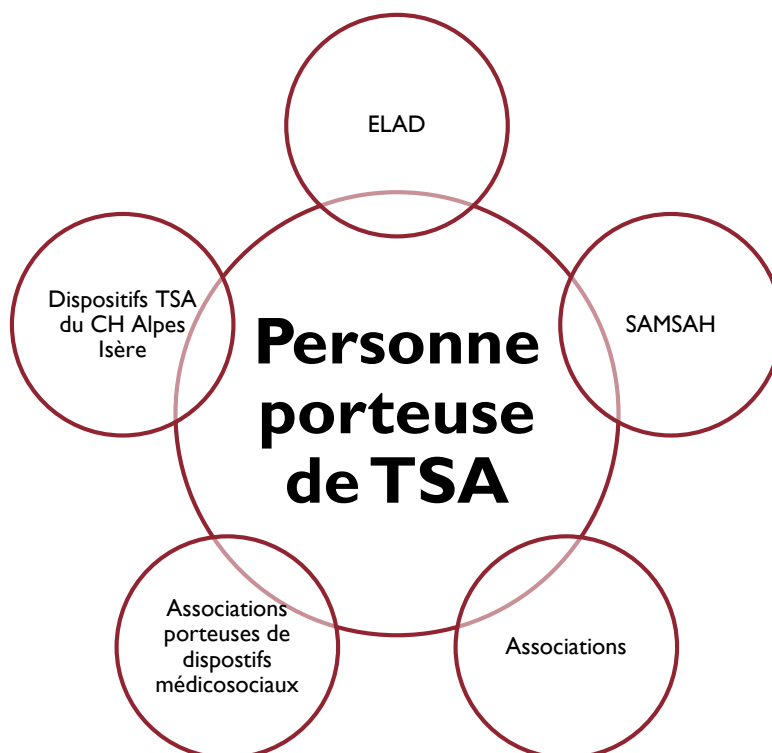 ELAD
Dispositifs TSA
du CH Alpes
Isère
Personne
porteuse
de TSA
SAMSAH
Associations
porteuses de
dispostifs
médicosociaux
Associations